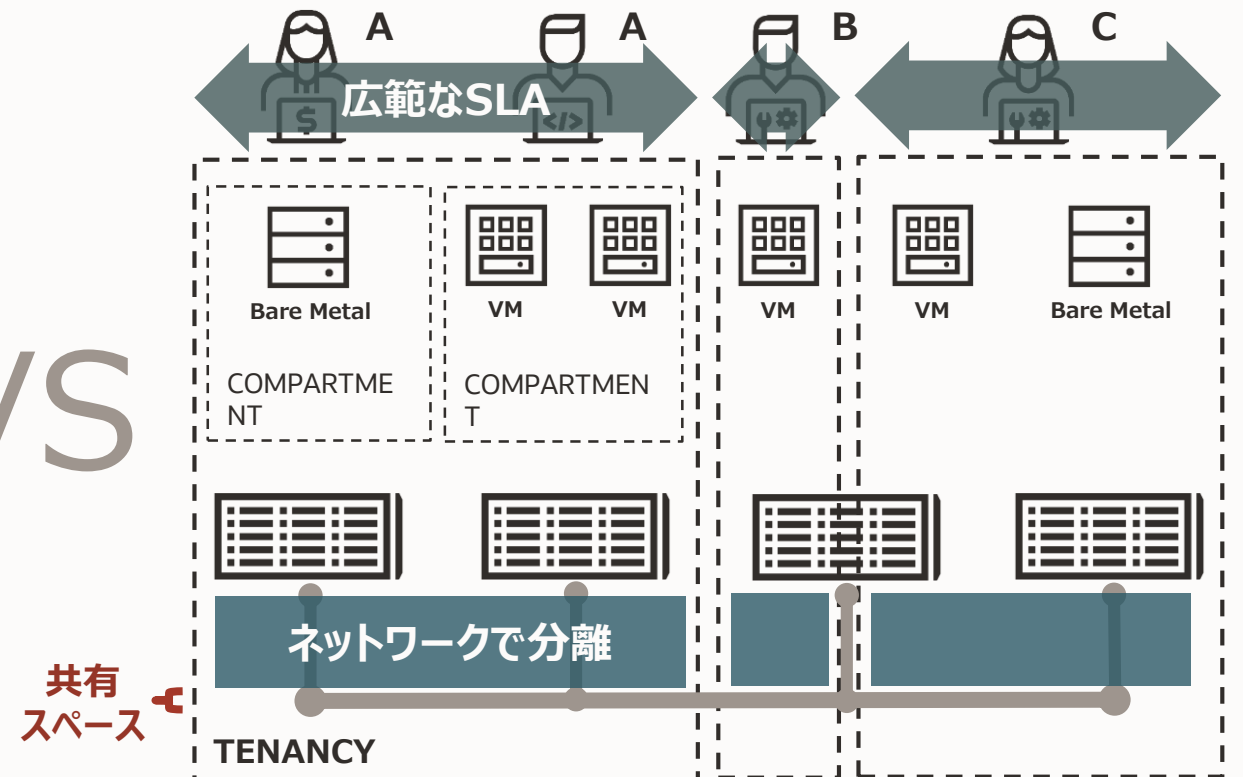 A
A
B
C
広範なSLA
$
</>
Bare Metal
VM
VM
VM
VM
Bare Metal
COMPARTME
NT
COMPARTMEN
T
VS
ネットワークで分離
共有
スペース
TENANCY